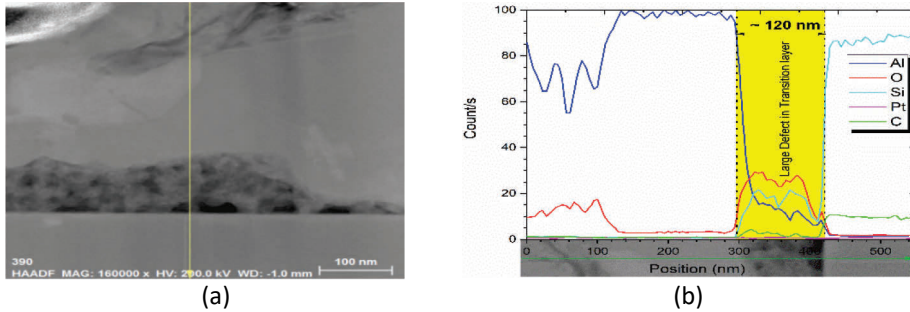 390
HAADF MAG: 160000 x HV: 200.0 kV WD: -1.0 mm
100 nm
(a)
100
80
60
40
20
0
Count/s
~ 120 nm
Large Defect in Transition layer
Al
O
Si
Pt
C
0 100 200 300 400 500
Position (nm)
(b)